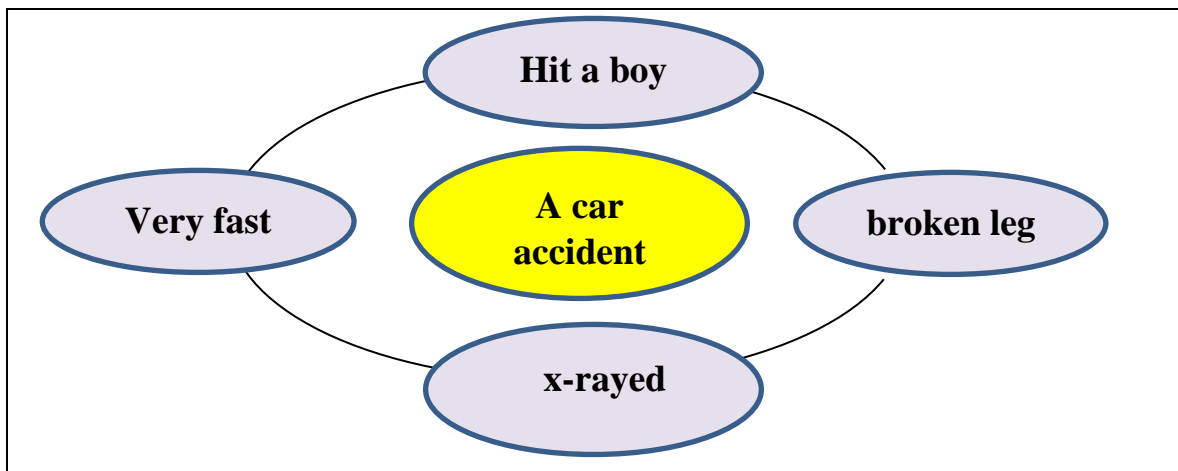 Hit a boy
Very fast
A car
accident
broken leg
x-rayed